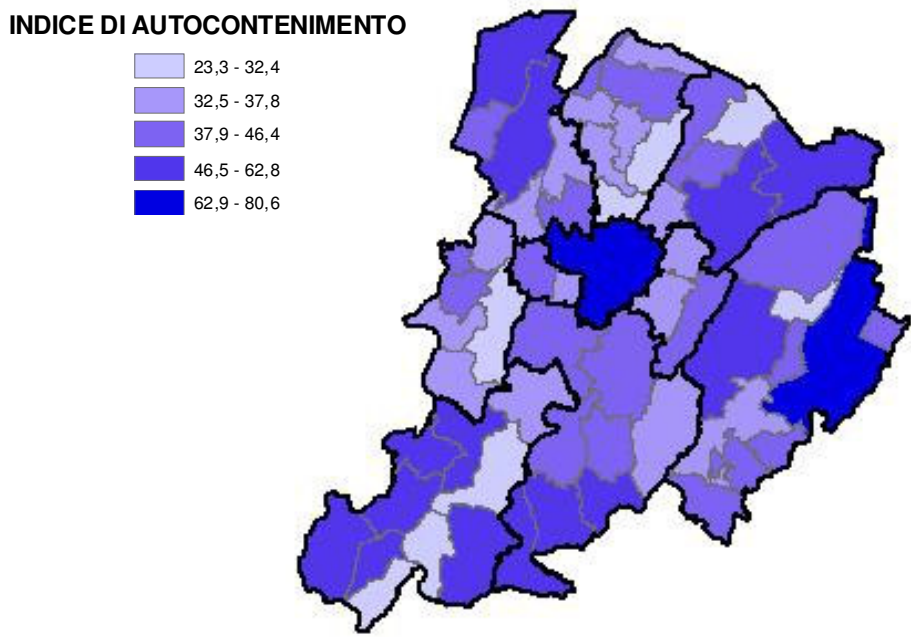 INDICE DI AUTOCONTENIMENTO
23,3 - 32,4
32,5 - 37,8
37,9 - 46,4
46,5 - 62,8
62,9 - 80,6